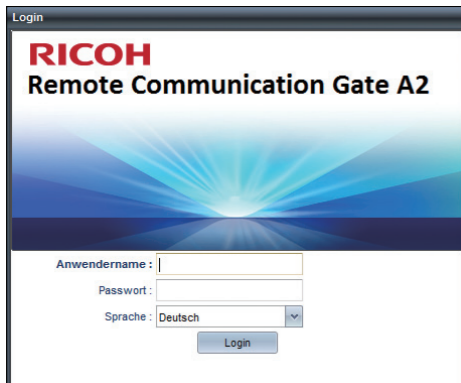 Login
RICOH
Remote Communication Gate A2
Anwendername :
Passwort :
Sprache : Deutsch
Login